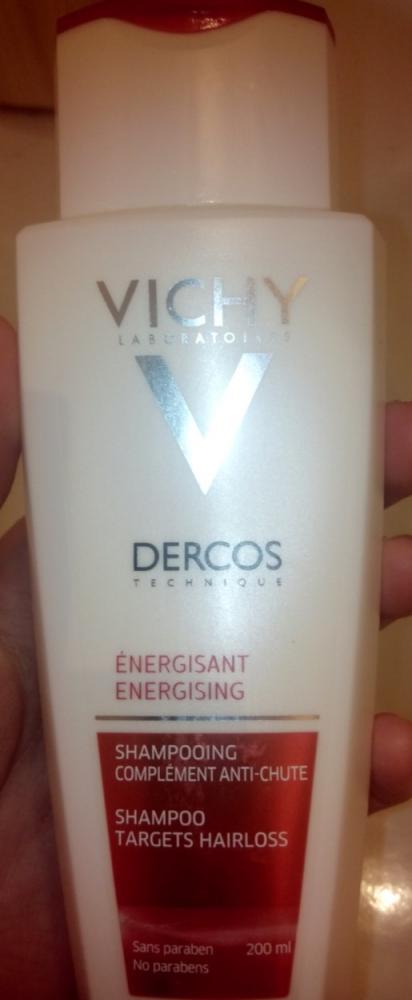 VICHY
LABORATOIRES
V
DERCOS
TECHNIQUE
ÉNERGISANT
ENERGISING
SHAMPOOING
COMPLÉMENT ANTI-CHUTE
SHAMPOO
TARGETS HAIRLOSS
Sans paraben 200 ml
No parabens